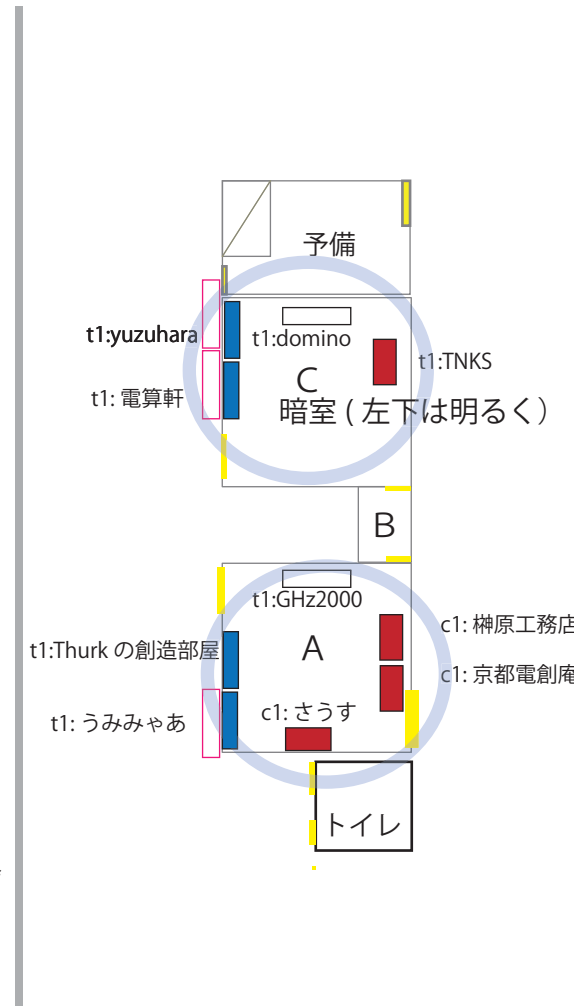 予備
t1:yuzuhara
t1:domino
t1:TNKS
C
t1: 電算軒
暗室 ( 左下は明るく）
B
t1:GHz2000
c1: 榊原工務店
t1:Thurk の創造部屋
A
c1: 京都電創庵
t1: うみみゃあ
c1: さうす
トイレ